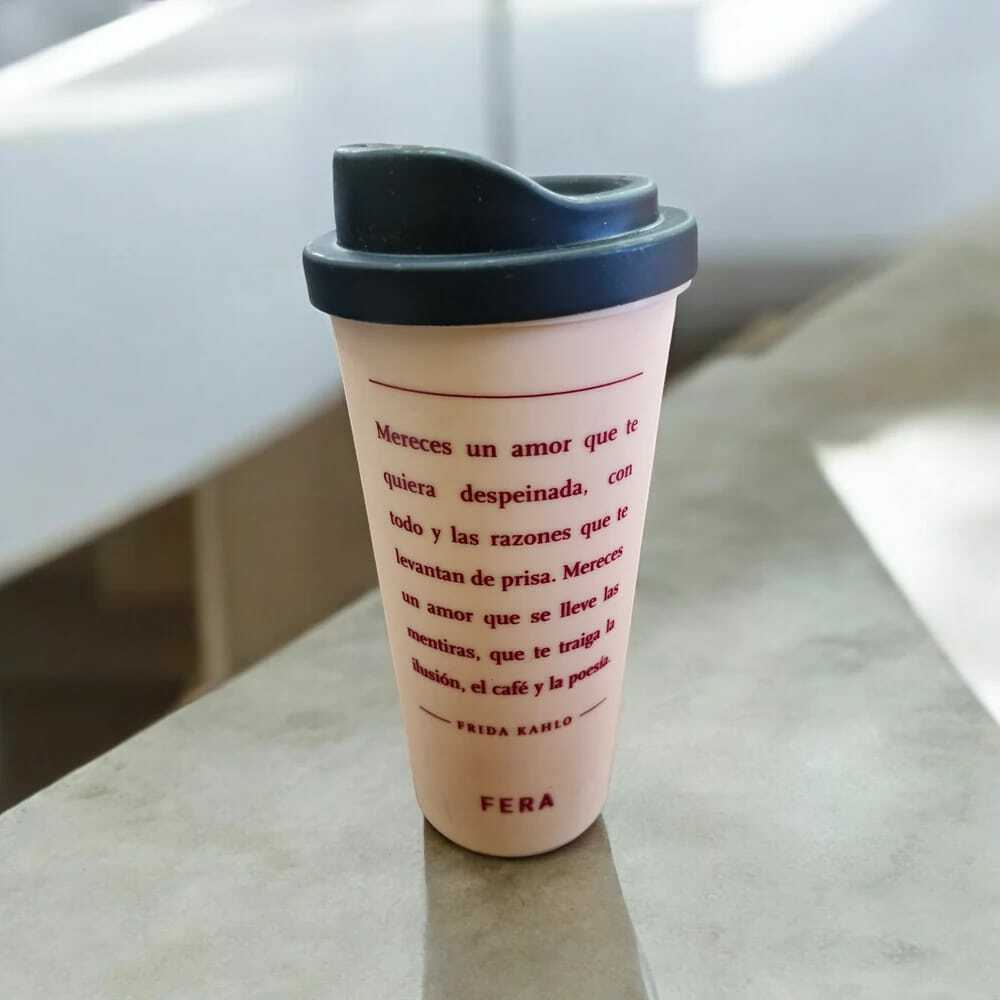 Mereces un amor que te
quiera despeinada, con
todo y las razones que te
levantan de prisa. Mereces
un amor que se lleve las
mentiras, que te traiga la
ilusión, el café y la poesía.
FRIDA KAHLO
FERA